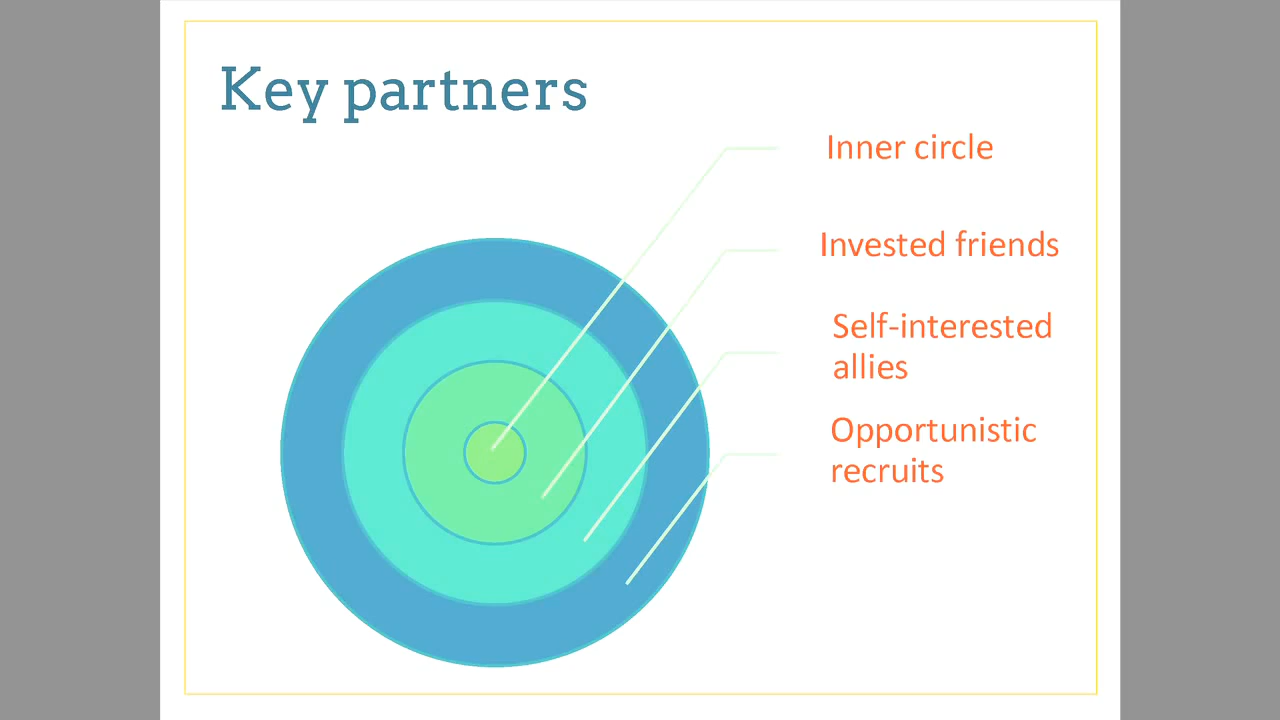 Key partners
Inner circle
Invested friends
Self-interested
allies
Opportunistic
recruits